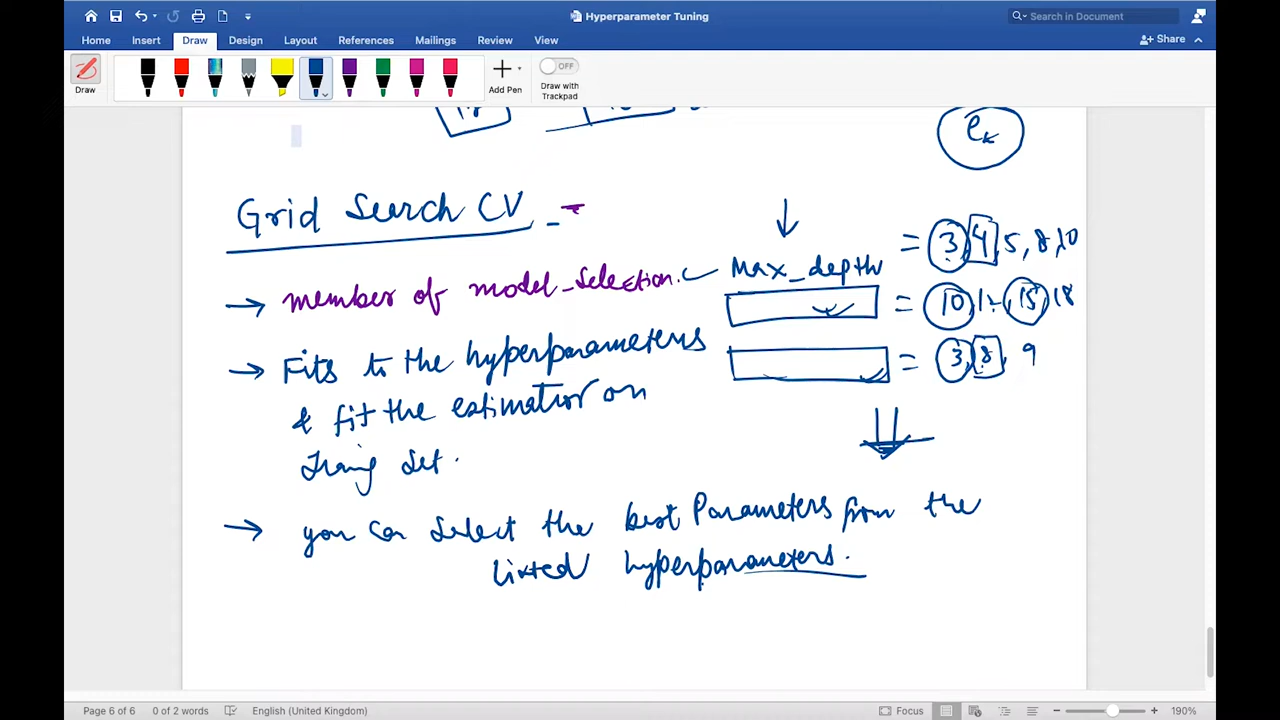 Hyperparameter Tuning
Search in Document
Home Insert Draw Design Layout References Mailings Review View
Share
Draw
Add Pen
OFF
Draw with
Trackpad
ek
Grid Search CV -
→ member of model_selection.
Max_depth = 3, 4, 5, 8, 10
= 10, 12, 15, 18
→ Fits to the hyperparameters
= 3, 8, 9
& fit the estimatior on
Traing Set.
→ you can select the best Parameters from the
listed hyperparameters.
Page 6 of 6 0 of 2 words English (United Kingdom) Focus 190%